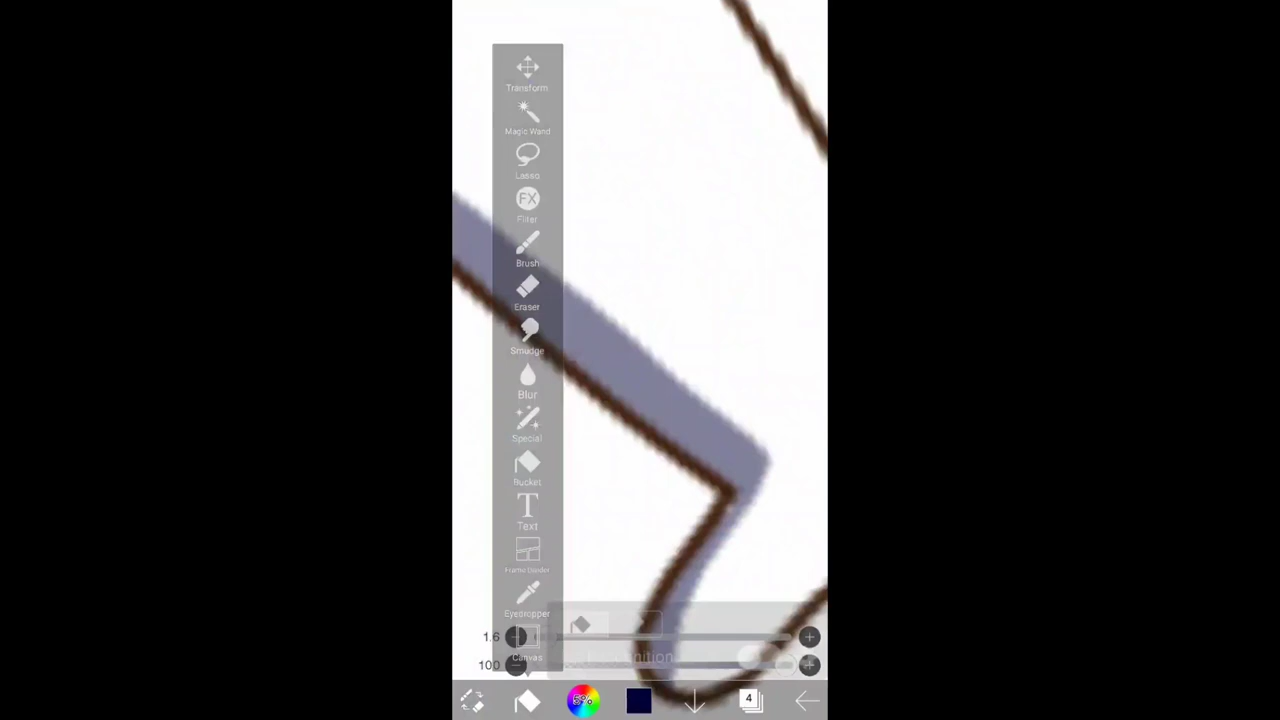 Transform
Magic Wand
Lasso
FX
Filter
Brush
Eraser
Smudge
Blur
Special
Bucket
T
Text
Frame Divider
Eyedropper
1.6
Canvas
100
5%
4